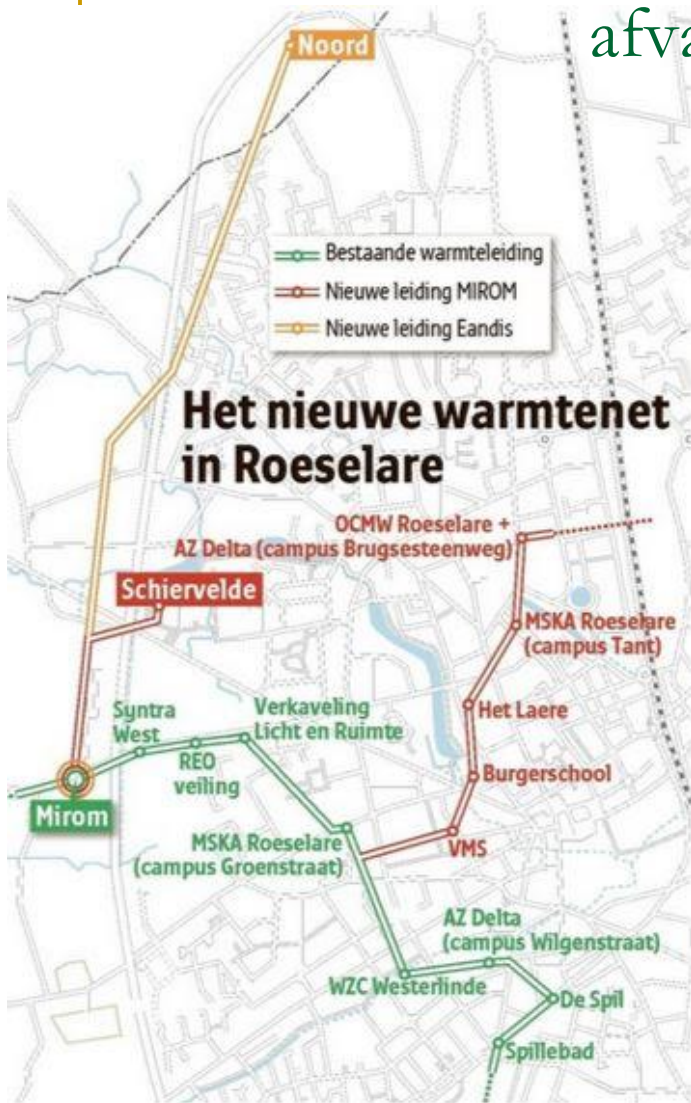 afva
Noord
Bestaande warmteleiding
Nieuwe leiding MIROM
Nieuwe leiding Eandis
Het nieuwe warmtenet
in Roeselare
OCMW Roeselare +
AZ Delta (campus Brugsesteenweg)
Schiervelde
MSKA Roeselare
(campus Tant)
Het Laere
Syntra
West
REO
veiling
Verkaveling
Licht en Ruimte
Burgerschool
Mirom
MSKA Roeselare
(campus Groenstraat)
VMS
AZ Delta
(campus Wilgenstraat)
WZC Westerlinde
De Spil
Spillebad